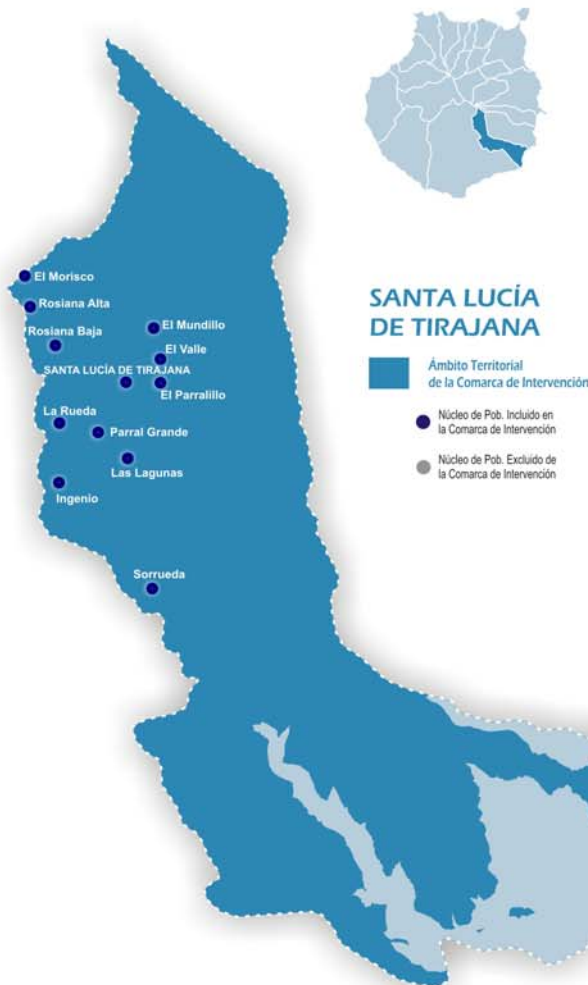 El Morisco
Rosiana Alta
Rosiana Baja
El Mundillo
El Valle
SANTA LUCÍA DE TIRAJANA
El Parralillo
La Rueda
Parral Grande
Las Lagunas
Ingenio
Sorrueda
SANTA LUCÍA
DE TIRAJANA
Ámbito Territorial
de la Comarca de Intervención
Núcleo de Pob. Incluido en
la Comarca de Intervención
Núcleo de Pob. Excluido de
la Comarca de Intervención